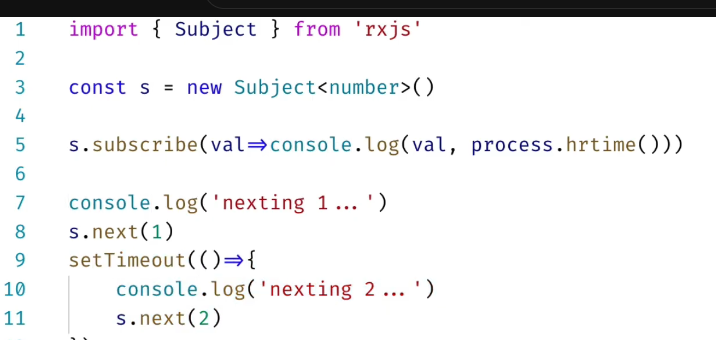 1 import { Subject } from 'rxjs'
2
3 const s = new Subject<number>()
4
5 s.subscribe(val=>console.log(val, process.hrtime()))
6
7 console.log('nexting 1...')
8 s.next(1)
9 setTimeout(()=>{
10 console.log('nexting 2...')
11 s.next(2)